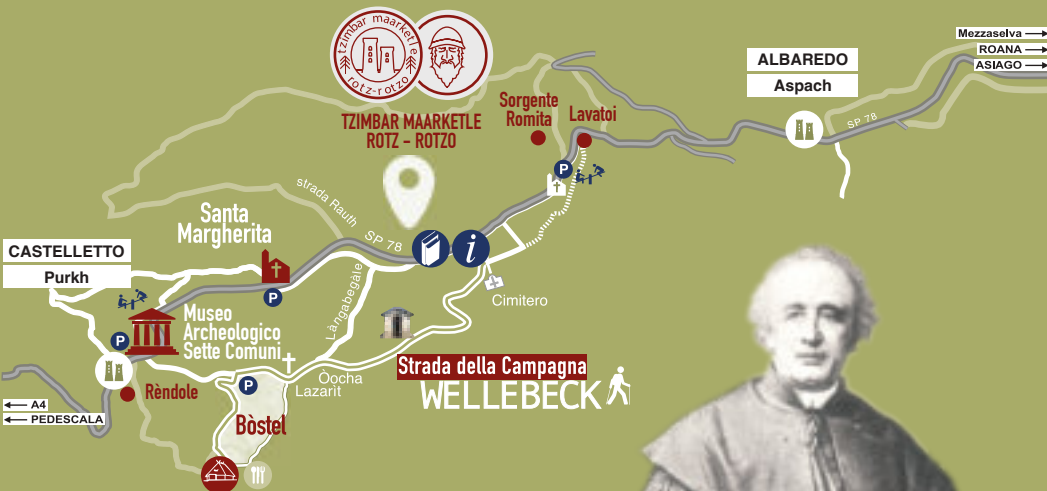 tzimbar maarketle
rotz-rotzo
TZIMBAR MAARKETLE
ROTZ - ROTZO
Sorgente
Romita
Lavatoi
ALBAREDO
Aspach
Mezzaselva
ROANA
ASIAGO
SP 78
P
strada Rauth
SP 78
i
Santa
Margherita
P
CASTELLETTO
Purkh
Làngabegàle
Cimitero
Museo
Archeologico
Sette Comuni
P
Strada della Campagna
WELLEBECK
Òocha
Lazarit
P
Rèndole
A4
PEDESCALA
Bòstel